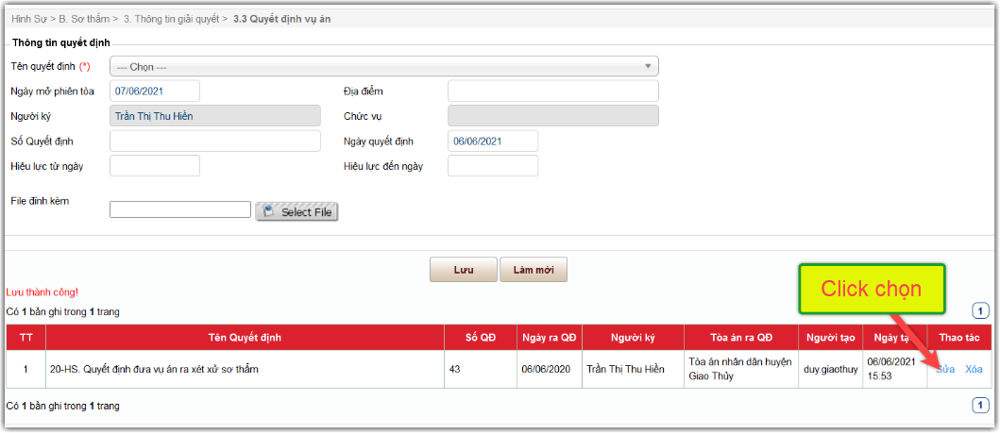 Hình Sự > B. Sơ thẩm > 3. Thông tin giải quyết > 3.3 Quyết định vụ án
Thông tin quyết định
Tên quyết định (*) --- Chọn ---
Ngày mở phiên tòa 07/06/2021 Địa điểm
Người ký Trần Thị Thu Hiền Chức vụ
Số Quyết định Ngày quyết định 06/06/2021
Hiệu lực từ ngày Hiệu lực đến ngày
File đính kèm Select File
Lưu Làm mới
Click chọn
Lưu thành công!
Có 1 bản ghi trong 1 trang 1
TT Tên Quyết định Số QĐ Ngày ra QĐ Người ký Tòa án ra QĐ Người tạo Ngày tạ Thao tác
1 20-HS. Quyết định đưa vụ án ra xét xử sơ thẩm 43 06/06/2020 Trần Thị Thu Hiền Tòa án nhân dân huyện duy.giaothuy 06/06/2021 Sửa Xóa
Giao Thủy 15:53
Có 1 bản ghi trong 1 trang 1